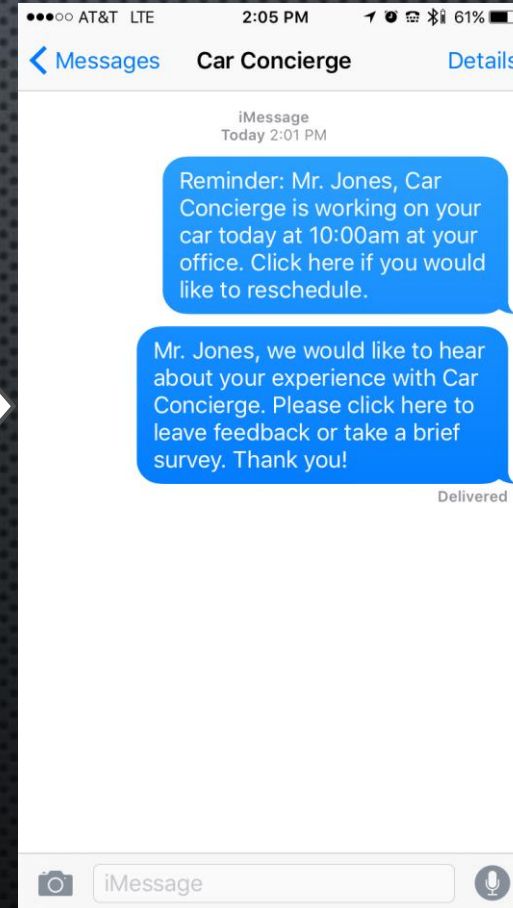 AT&T LTE 2:05 PM 61%
Messages Car Concierge Details
iMessage
Today 2:01 PM
Reminder: Mr. Jones, Car
Concierge is working on your
car today at 10:00am at your
office. Click here if you would
like to reschedule.
Mr. Jones, we would like to hear
about your experience with Car
Concierge. Please click here to
leave feedback or take a brief
survey. Thank you!
Delivered
iMessage